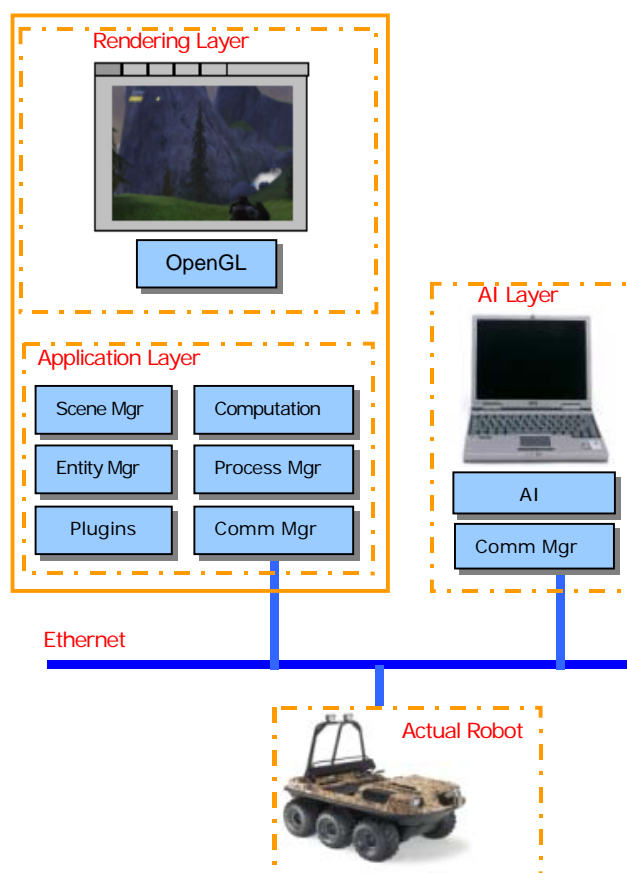 Rendering Layer
OpenGL
Application Layer
Scene Mgr
Computation
Entity Mgr
Process Mgr
Plugins
Comm Mgr
AI Layer
AI
Comm Mgr
Ethernet
Actual Robot